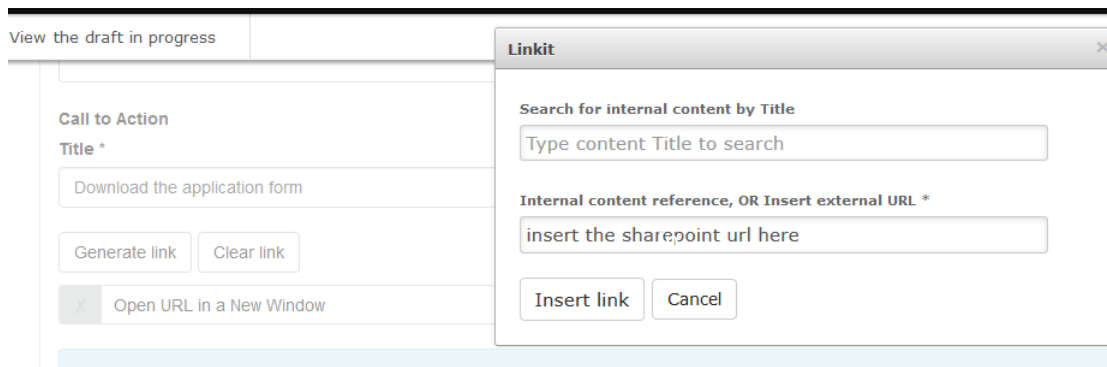 View the draft in progress
Linkit
Call to Action
Title *
Download the application form
Generate link
Clear link
X
Open URL in a New Window
Search for internal content by Title
Type content Title to search
Internal content reference, OR Insert external URL *
insert the sharepoint url here
Insert link
Cancel